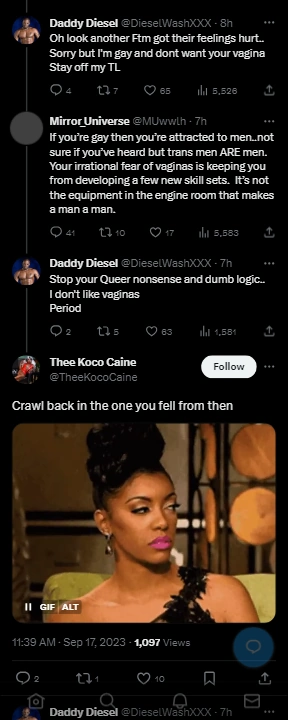 Daddy Diesel @DieselWashXXX · 8h
Oh look another Ftm got their feelings hurt..
Sorry but I'm gay and dont want your vagina
Stay off my TL
4 7 65 5,526
Mirror_Universe @MUwwlh · 7h
If you're gay then you're attracted to men..not
sure if you've heard but trans men ARE men.
Your irrational fear of vaginas is keeping you
from developing a few new skill sets. It's not
the equipment in the engine room that makes
a man a man.
41 10 17 5,583
Daddy Diesel @DieselWashXXX · 7h
Stop your Queer nonsense and dumb logic..
I don't like vaginas
Period
2 5 63 1,581
Thee Koco Caine
@TheeKocoCaine
Follow
Crawl back in the one you fell from then
GIF ALT
11:39 AM · Sep 17, 2023 · 1,097 Views
2 1 10
Daddy Diesel @DieselWashXXX · 7h